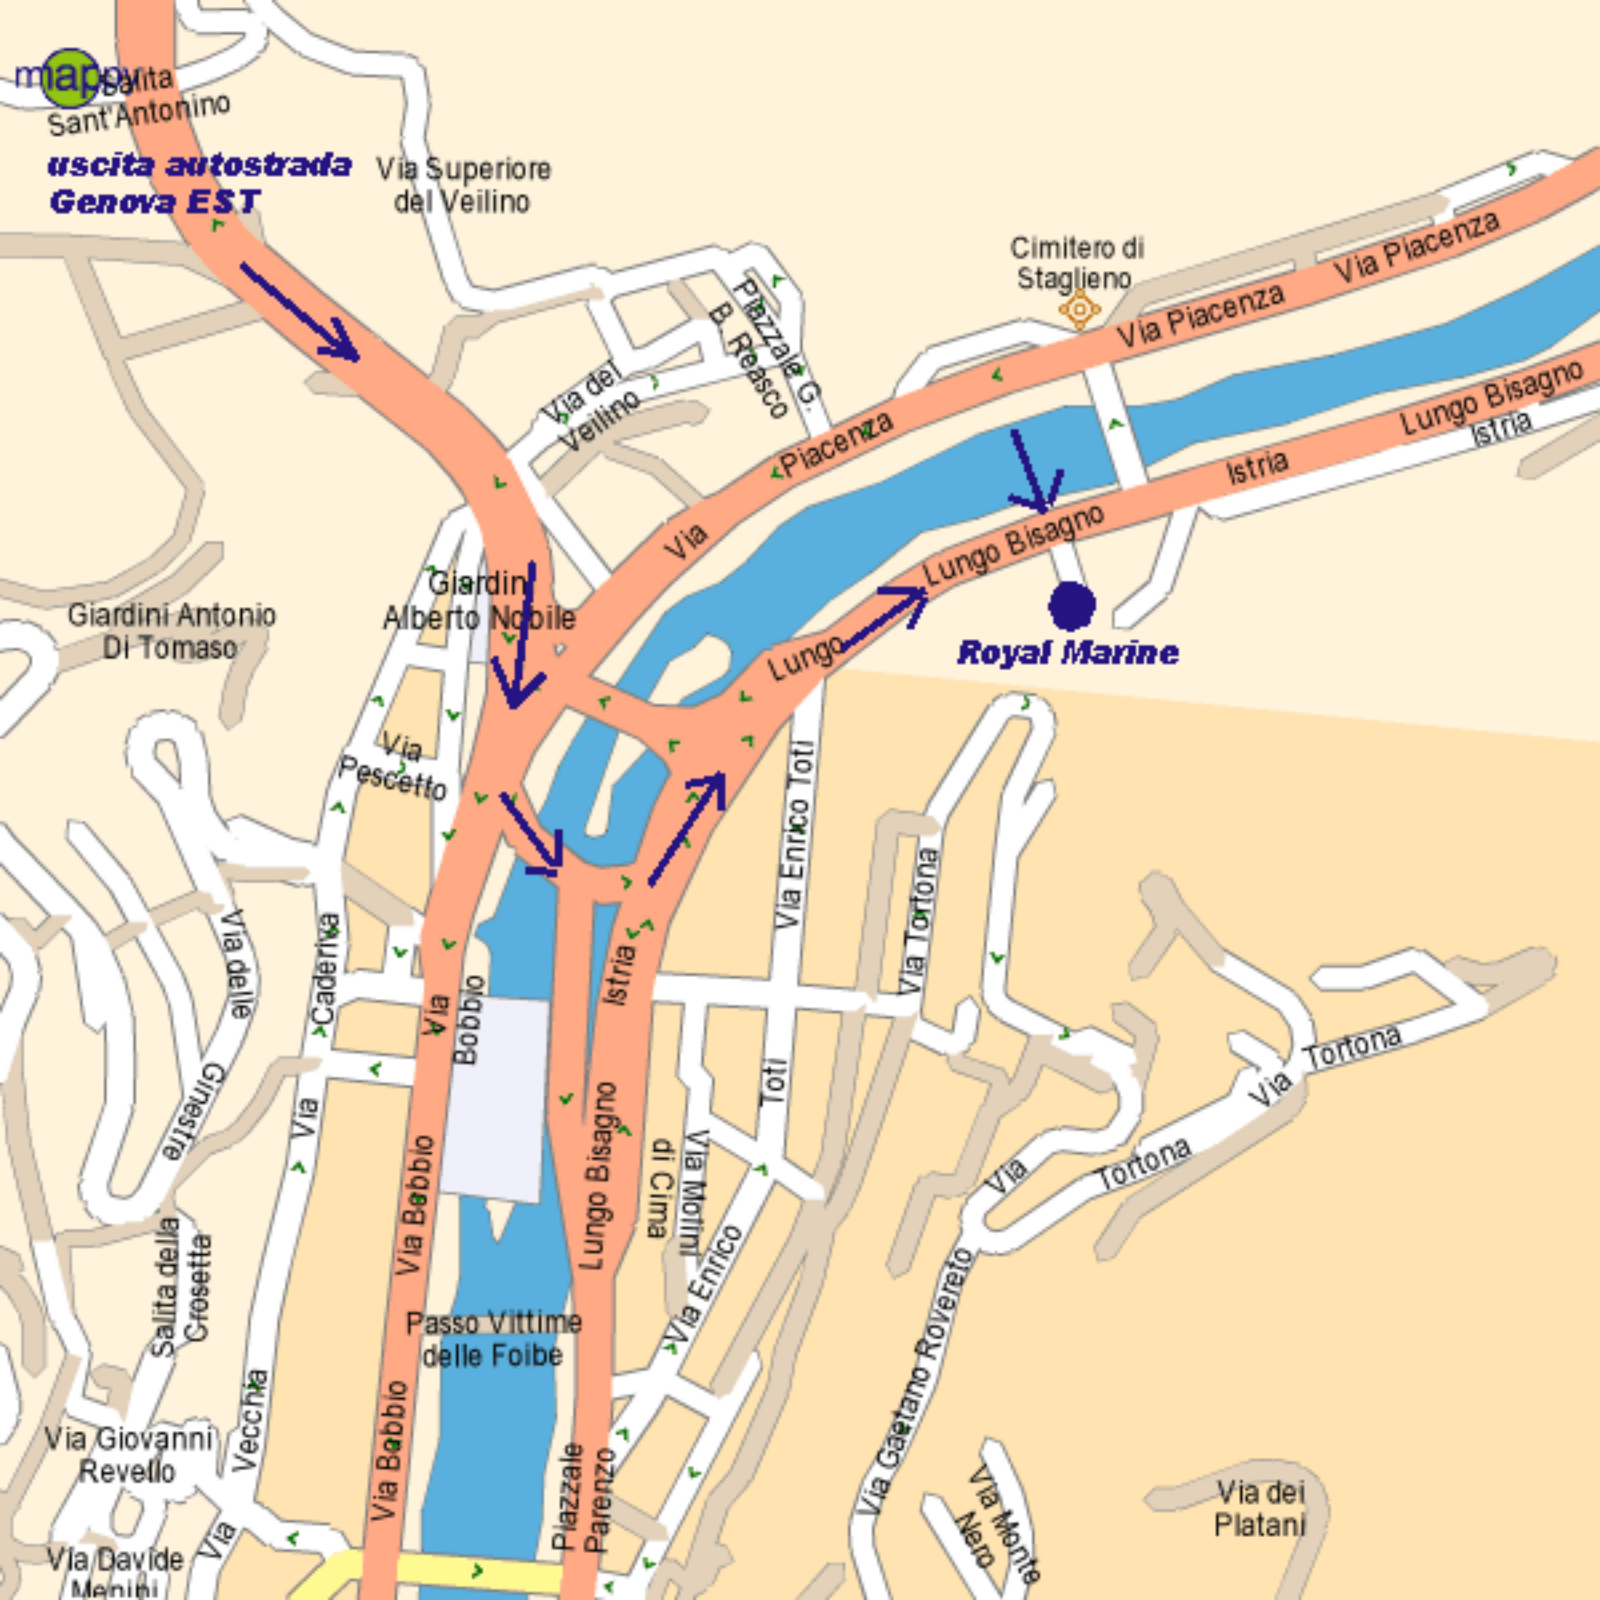 mappy
Salita
Sant'Antonino
uscita autostrada
Genova EST
Via Superiore
del Veilino
Cimitero di
Staglieno
Via Piacenza
Via Piacenza
Piazzale G.
B. Reasco
Via del
Veilino
Piacenza
Via
Lungo Bisagno
Istria
Istria
Lungo Bisagno
Lungo
Royal Marine
Giardini
Alberto Nobile
Giardini Antonio
Di Tomaso
Via
Pescetto
Via Enrico Toti
Via Tortona
Via delle
Ginestre
Caderiva
Via
Via
Bobbio
Istria
Toti
Tortona
Via
Tortona
Via
Via Bobbio
Lungo Bisagno
di Cima
Via Motini
Via Enrico
Salita della
Crosetta
Passo Vittime
delle Foibe
Via Gaetano Rovereto
Vecchia
Via Bobbio
Via Giovanni
Revello
Piazzale
Parenzo
Via Monte
Nero
Via dei
Platani
Via
Via Davide
Menini